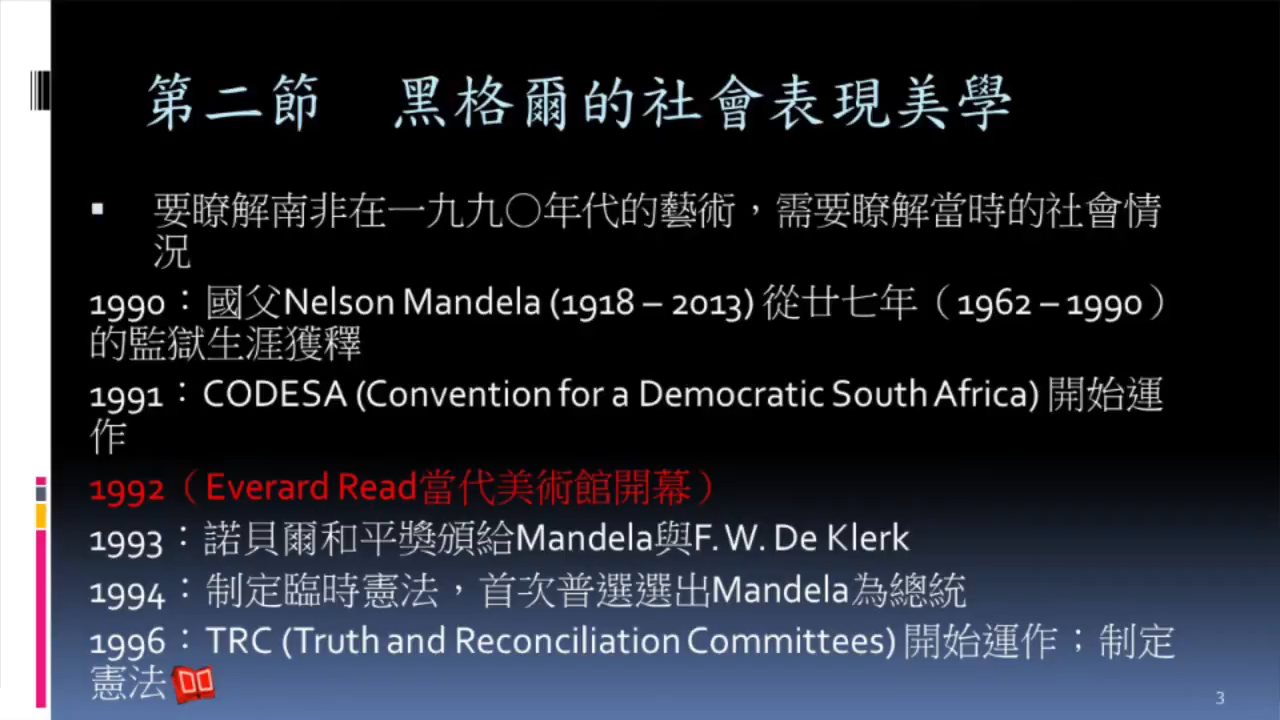 第二節　黑格爾的社會表現美學
▪ 要瞭解南非在一九九〇年代的藝術，需要瞭解當時的社會情
況
1990：國父Nelson Mandela (1918 – 2013) 從廿七年（1962 – 1990）
的監獄生涯獲釋
1991：CODESA (Convention for a Democratic South Africa) 開始運
作
1992（Everard Read當代美術館開幕）
1993：諾貝爾和平獎頒給Mandela與F. W. De Klerk
1994：制定臨時憲法，首次普選選出Mandela為總統
1996：TRC (Truth and Reconciliation Committees) 開始運作；制定
憲法
3